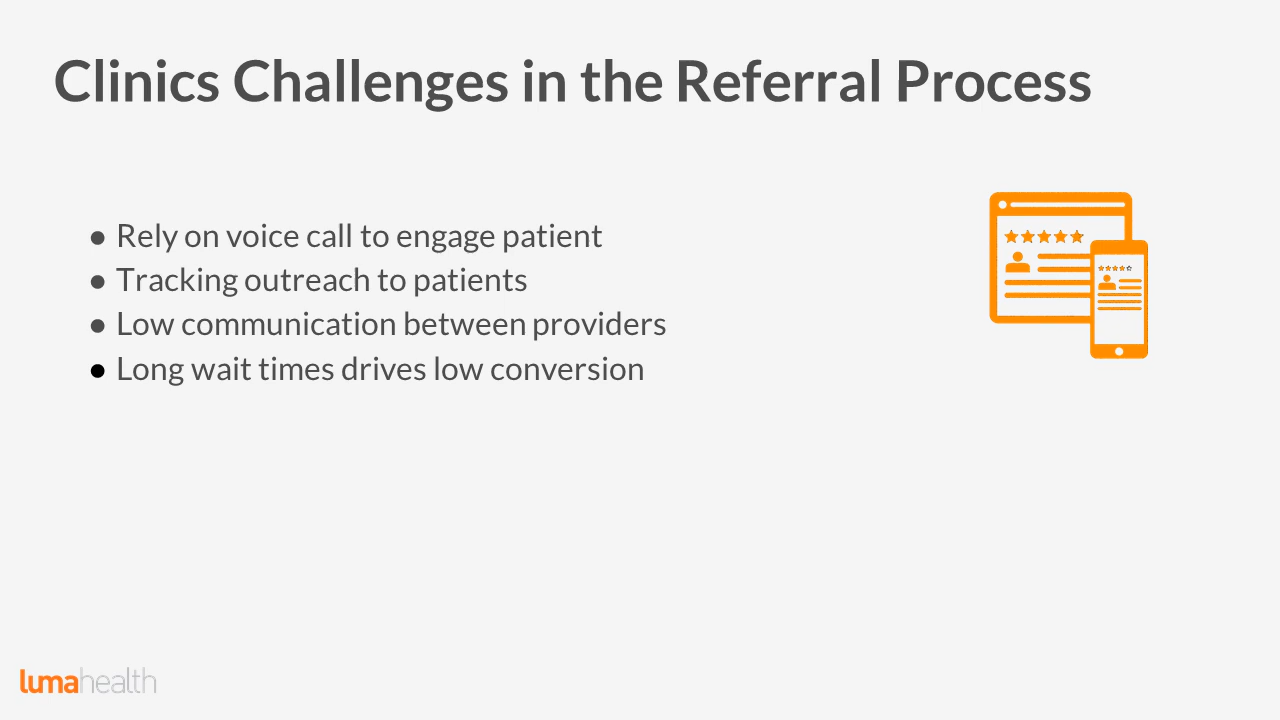 Clinics Challenges in the Referral Process
● Rely on voice call to engage patient
● Tracking outreach to patients
● Low communication between providers
● Long wait times drives low conversion
lumahealth